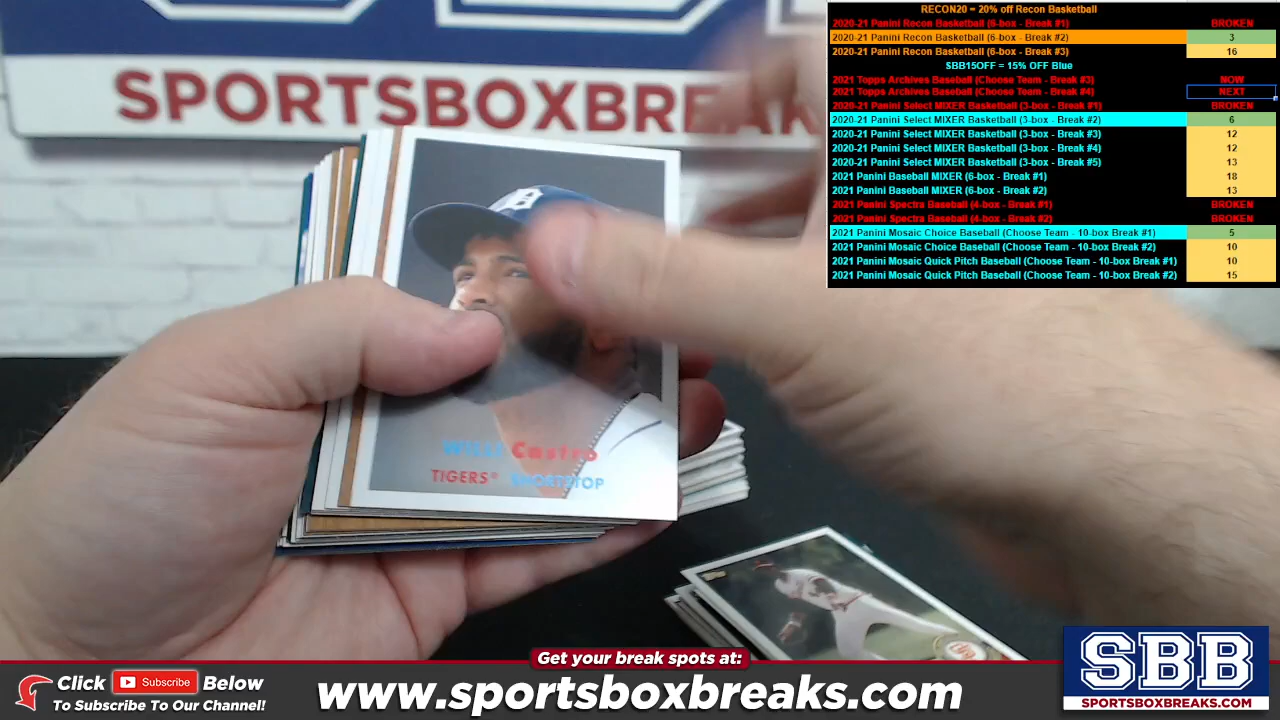 SPORTSBOXBREA
RECON20 = 20% off Recon Basketball
2020-21 Panini Recon Basketball (6-box - Break #1) BROKEN
2020-21 Panini Recon Basketball (6-box - Break #2) 3
2020-21 Panini Recon Basketball (6-box - Break #3) 16
SBB15OFF = 15% OFF Blue
2021 Topps Archives Baseball (Choose Team - Break #3) NOW
2021 Topps Archives Baseball (Choose Team - Break #4) NEXT
2020-21 Panini Select MIXER Basketball (3-box - Break #1) BROKEN
2020-21 Panini Select MIXER Basketball (3-box - Break #2) 6
2020-21 Panini Select MIXER Basketball (3-box - Break #3) 12
2020-21 Panini Select MIXER Basketball (3-box - Break #4) 12
2020-21 Panini Select MIXER Basketball (3-box - Break #5) 13
2021 Panini Baseball MIXER (6-box - Break #1) 18
2021 Panini Baseball MIXER (6-box - Break #2) 13
2021 Panini Spectra Baseball (4-box - Break #1) BROKEN
2021 Panini Spectra Baseball (4-box - Break #2) BROKEN
2021 Panini Mosaic Choice Baseball (Choose Team - 10-box Break #1) 5
2021 Panini Mosaic Choice Baseball (Choose Team - 10-box Break #2) 10
2021 Panini Mosaic Quick Pitch Baseball (Choose Team - 10-box Break #1) 10
2021 Panini Mosaic Quick Pitch Baseball (Choose Team - 10-box Break #2) 15
WILLI Castro
TIGERS® SHORTSTOP
Get your break spots at:
Click Subscribe Below
To Subscribe To Our Channel!
www.sportsboxbreaks.com
SBB
SPORTSBOXBREAKS.COM